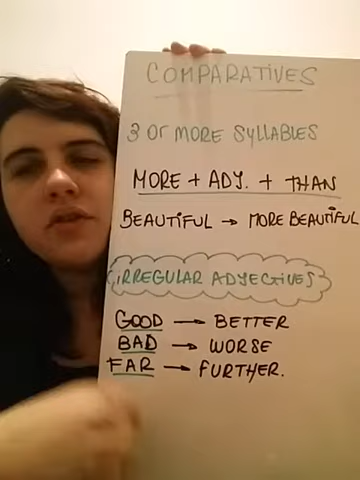 COMPARATIVES
3 OR MORE SYLLABLES
MORE + ADJ. + THAN
BEAUTIFUL → MORE BEAUTIFUL
IRREGULAR ADJECTIVES
GOOD → BETTER
BAD → WORSE
FAR → FURTHER.